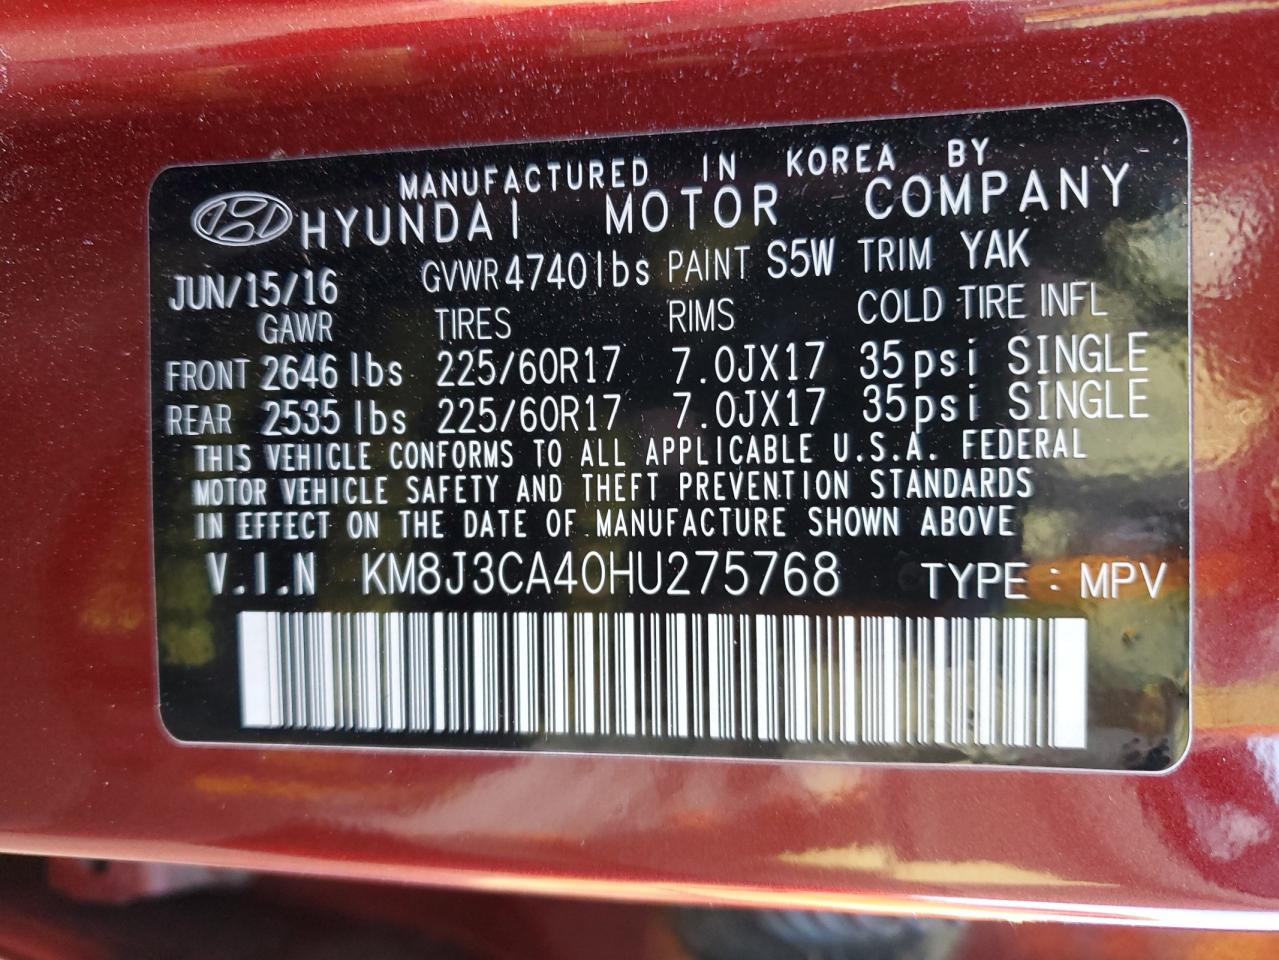 MANUFACTURED IN KOREA BY
HYUNDAI MOTOR COMPANY
JUN/15/16 GVWR 4740lbs PAINT S5W TRIM YAK
GAWR TIRES RIMS COLD TIRE INFL
FRONT 2646 lbs 225/60R17 7.0JX17 35psi SINGLE
REAR 2535 lbs 225/60R17 7.0JX17 35psi SINGLE
THIS VEHICLE CONFORMS TO ALL APPLICABLE U.S.A. FEDERAL
MOTOR VEHICLE SAFETY AND THEFT PREVENTION STANDARDS
IN EFFECT ON THE DATE OF MANUFACTURE SHOWN ABOVE
V.I.N KM8J3CA40HU275768 TYPE : MPV